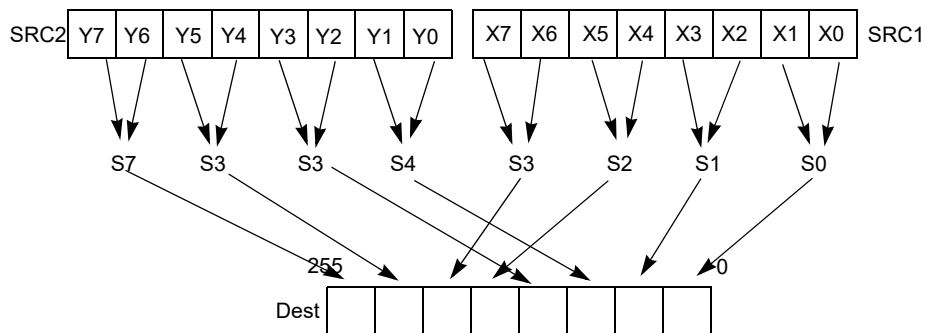 SRC2 Y7 Y6 Y5 Y4 Y3 Y2 Y1 Y0 X7 X6 X5 X4 X3 X2 X1 X0 SRC1
S7 S3 S3 S4 S3 S2 S1 S0
255 0
Dest